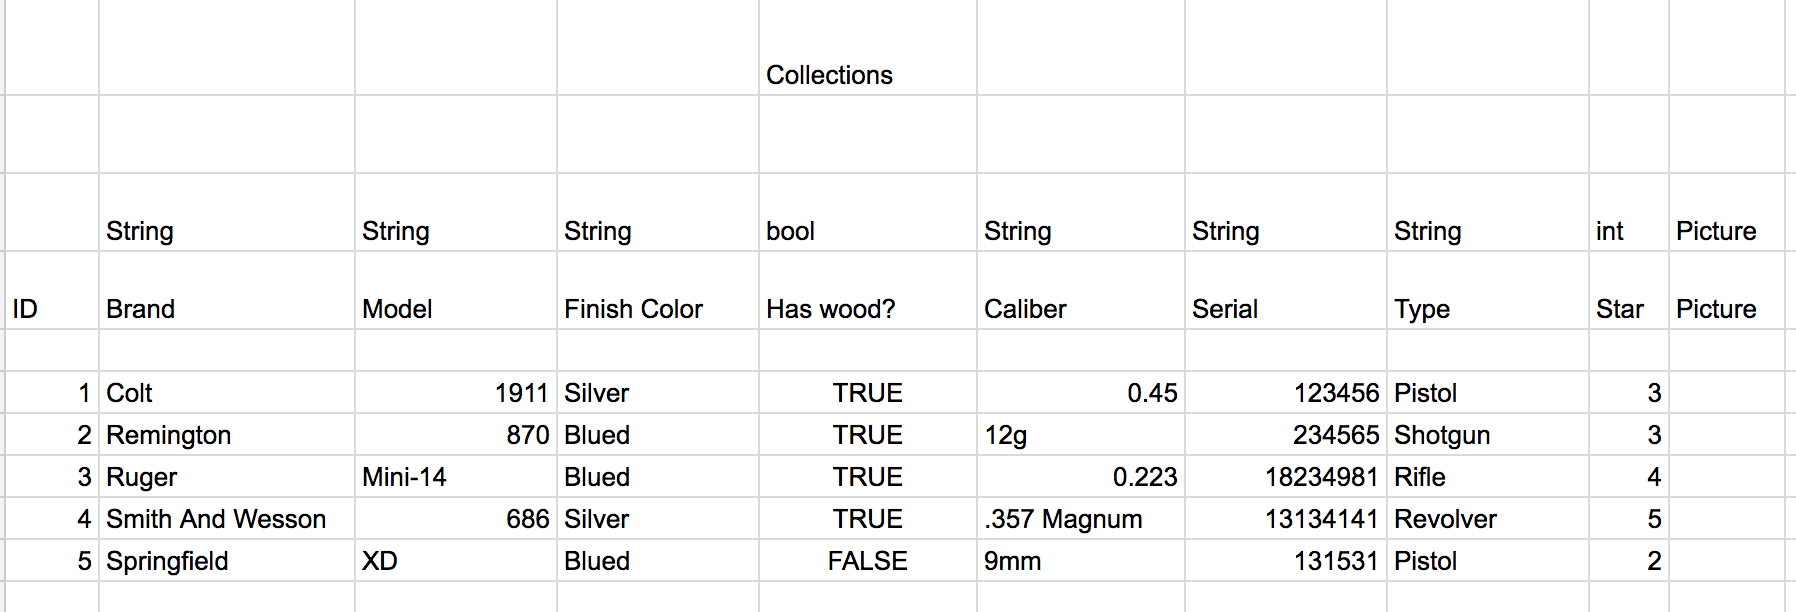 Collections
String String String bool String String String int Picture
ID Brand Model Finish Color Has wood? Caliber Serial Type Star Picture
1 Colt 1911 Silver TRUE 0.45 123456 Pistol 3
2 Remington 870 Blued TRUE 12g 234565 Shotgun 3
3 Ruger Mini-14 Blued TRUE 0.223 18234981 Rifle 4
4 Smith And Wesson 686 Silver TRUE .357 Magnum 13134141 Revolver 5
5 Springfield XD Blued FALSE 9mm 131531 Pistol 2